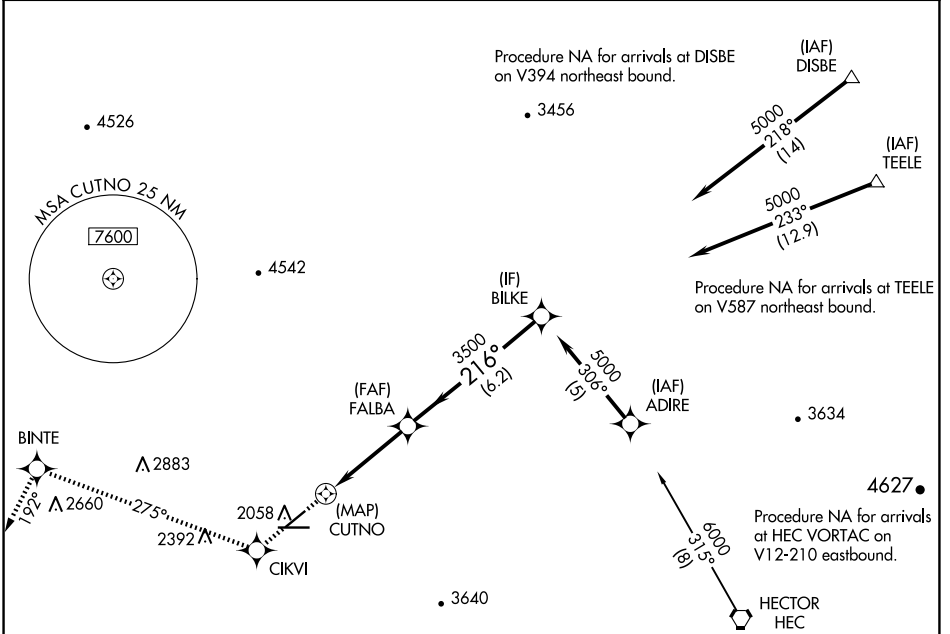 Procedure NA for arrivals at DISBE
on V394 northeast bound.
(IAF)
DISBE
4526
3456
5000
218°
(14)
(IAF)
TEELE
MSA CUTNO 25 NM
7600
5000
233°
(12.9)
4542
Procedure NA for arrivals at TEELE
on V587 northeast bound.
(IF)
BILKE
3500
216°
(6.2)
5000
306°
(5)
(FAF)
FALBA
(IAF)
ADIRE
3634
BINTE
2883
4627
192°
2660
275°
2392
2058
(MAP)
CUTNO
Procedure NA for arrivals
at HEC VORTAC on
V12-210 eastbound.
6000
315°
(8)
CIKVI
3640
HECTOR
HEC